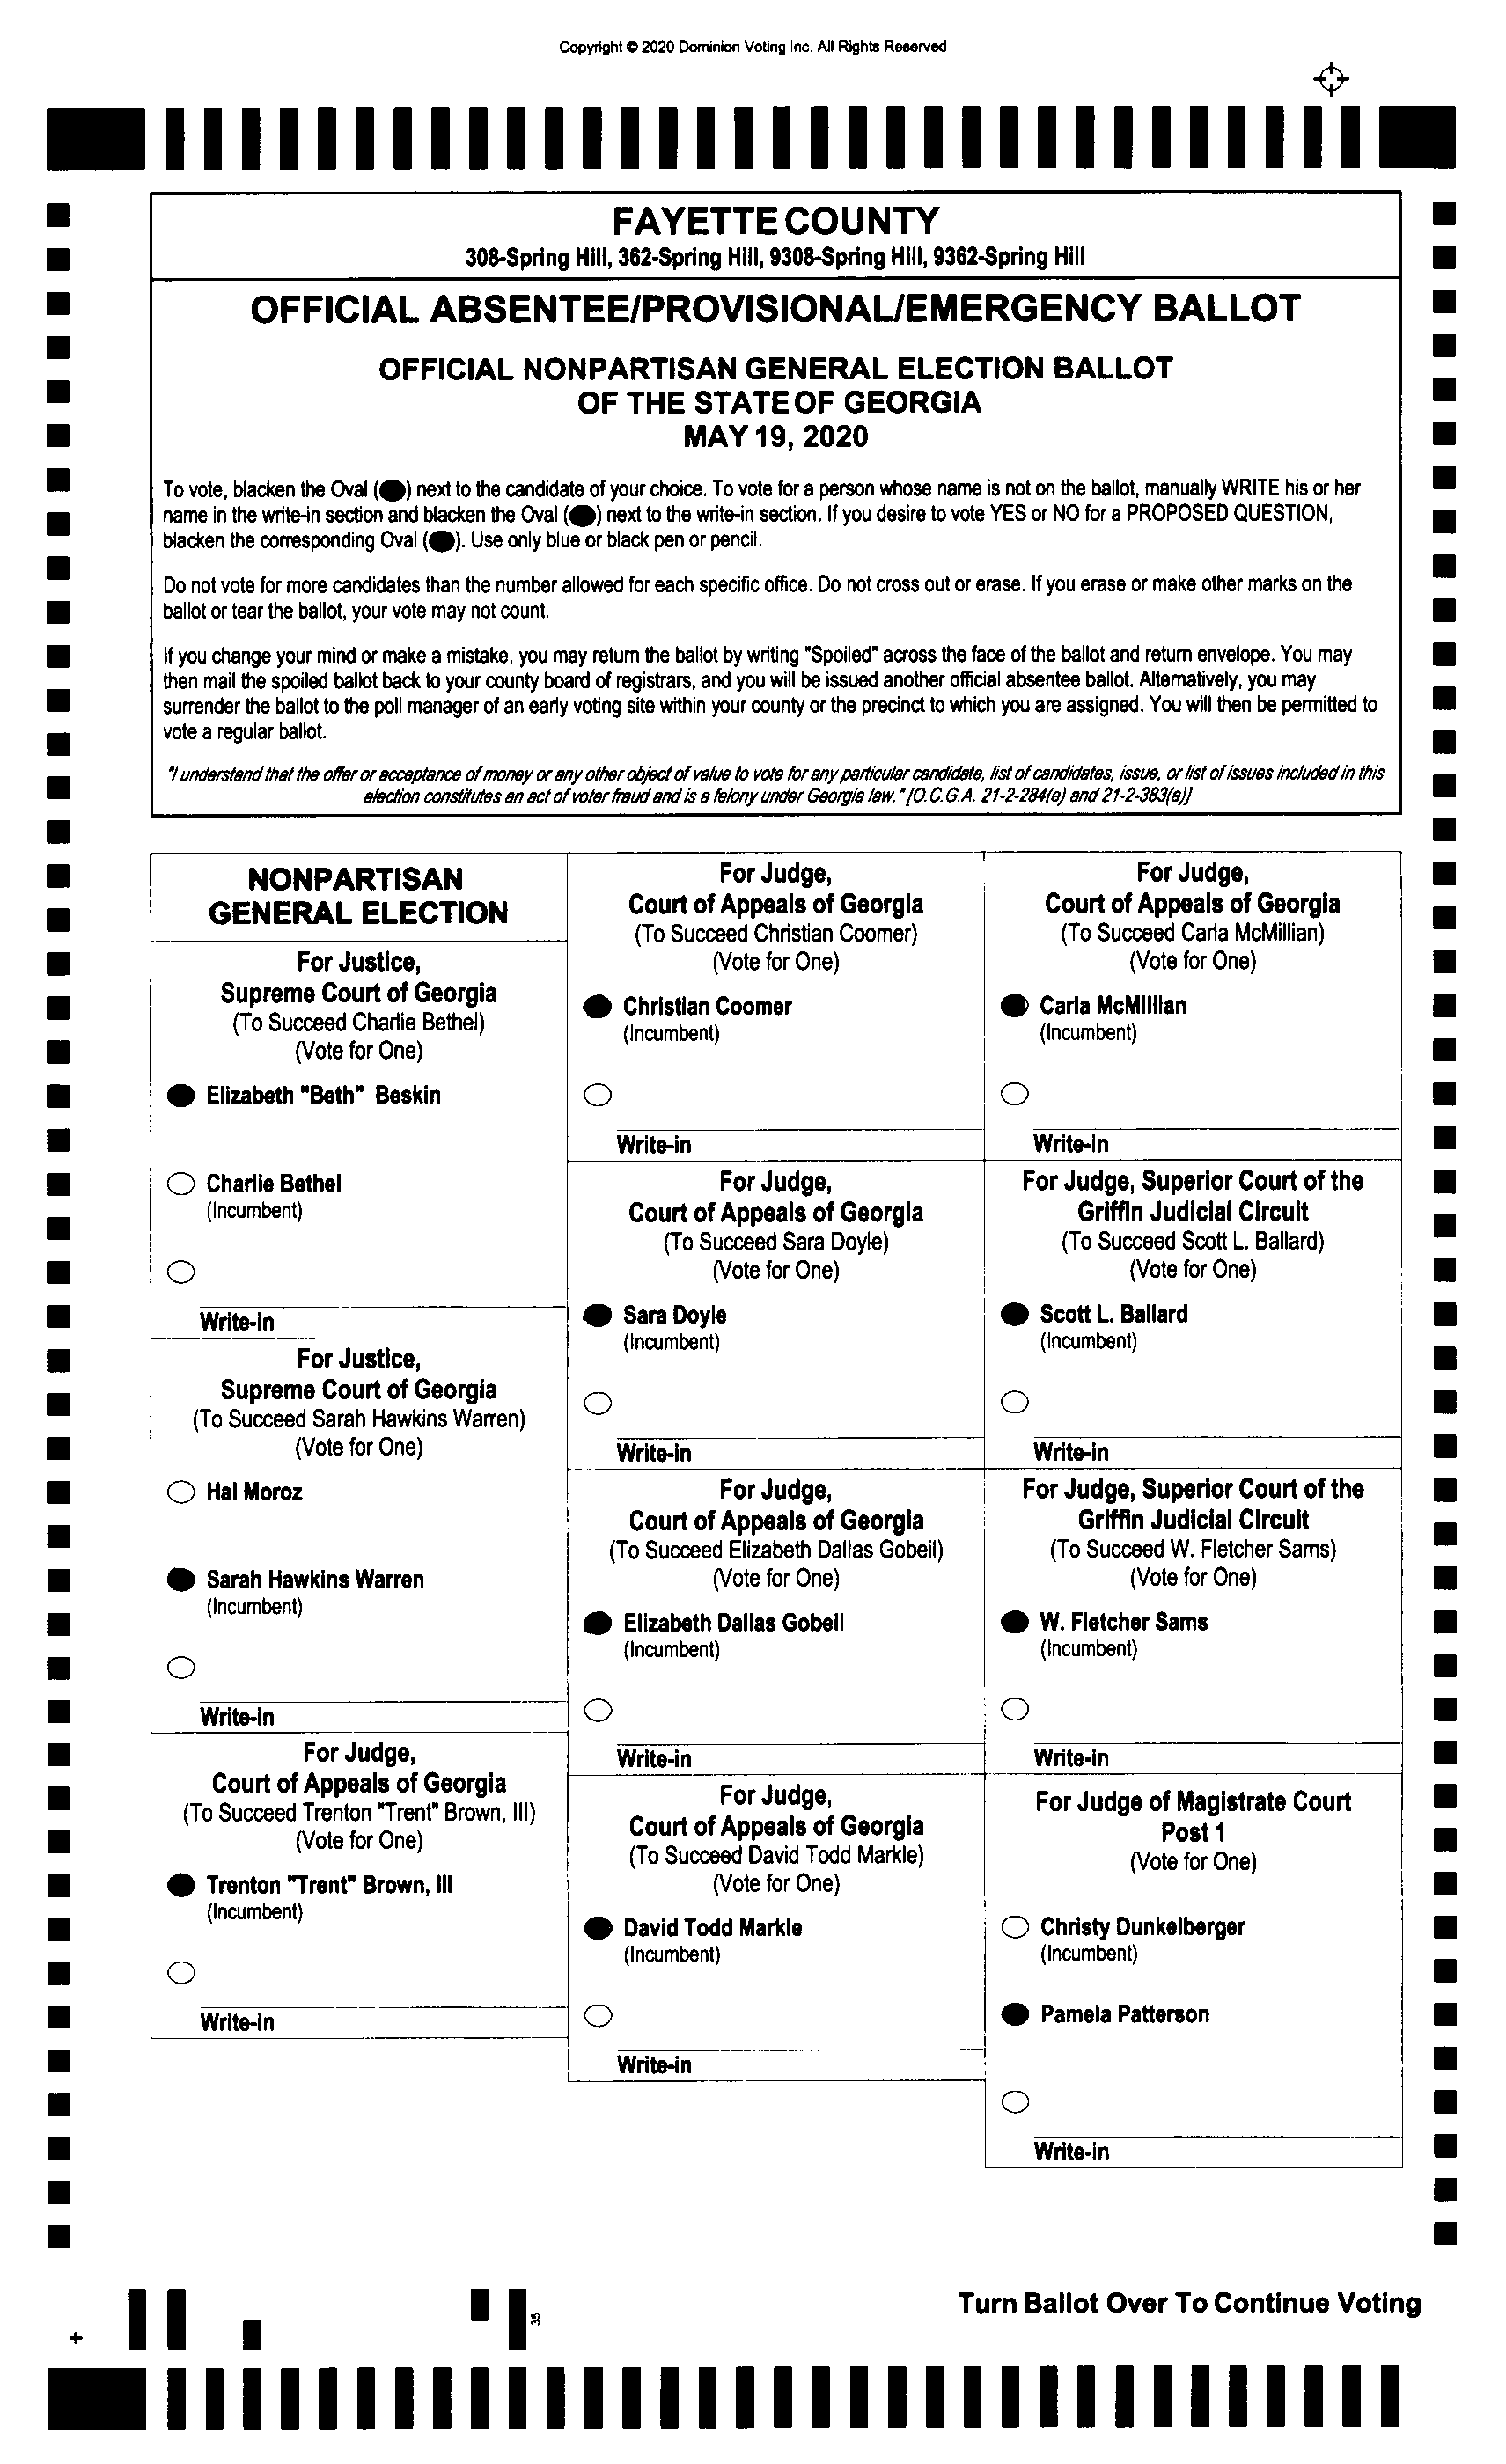 Copyright © 2020 Dominion Voting Inc. All Rights Reserved
FAYETTE COUNTY
308-Spring Hill, 362-Spring Hill, 9308-Spring Hill, 9362-Spring Hill
OFFICIAL ABSENTEE/PROVISIONAL/EMERGENCY BALLOT
OFFICIAL NONPARTISAN GENERAL ELECTION BALLOT
OF THE STATE OF GEORGIA
MAY 19, 2020
To vote, blacken the Oval (●) next to the candidate of your choice. To vote for a person whose name is not on the ballot, manually WRITE his or her
name in the write-in section and blacken the Oval (●) next to the write-in section. If you desire to vote YES or NO for a PROPOSED QUESTION,
blacken the corresponding Oval (●). Use only blue or black pen or pencil.
Do not vote for more candidates than the number allowed for each specific office. Do not cross out or erase. If you erase or make other marks on the
ballot or tear the ballot, your vote may not count.
If you change your mind or make a mistake, you may return the ballot by writing "Spoiled" across the face of the ballot and return envelope. You may
then mail the spoiled ballot back to your county board of registrars, and you will be issued another official absentee ballot. Alternatively, you may
surrender the ballot to the poll manager of an early voting site within your county or the precinct to which you are assigned. You will then be permitted to
vote a regular ballot.
"I understand that the offer or acceptance of money or any other object of value to vote for any particular candidate, list of candidates, issue, or list of issues included in this
election constitutes an act of voter fraud and is a felony under Georgia law." [O.C.G.A. 21-2-284(e) and 21-2-383(a)]
NONPARTISAN
GENERAL ELECTION
For Justice,
Supreme Court of Georgia
(To Succeed Charlie Bethel)
(Vote for One)
Elizabeth "Beth" Beskin
Charlie Bethel
(Incumbent)
Write-in
For Justice,
Supreme Court of Georgia
(To Succeed Sarah Hawkins Warren)
(Vote for One)
Hal Moroz
Sarah Hawkins Warren
(Incumbent)
Write-in
For Judge,
Court of Appeals of Georgia
(To Succeed Trenton "Trent" Brown, III)
(Vote for One)
Trenton "Trent" Brown, III
(Incumbent)
Write-in
For Judge,
Court of Appeals of Georgia
(To Succeed Christian Coomer)
(Vote for One)
Christian Coomer
(Incumbent)
Write-in
For Judge,
Court of Appeals of Georgia
(To Succeed Sara Doyle)
(Vote for One)
Sara Doyle
(Incumbent)
Write-in
For Judge,
Court of Appeals of Georgia
(To Succeed Elizabeth Dallas Gobeil)
(Vote for One)
Elizabeth Dallas Gobeil
(Incumbent)
Write-in
For Judge,
Court of Appeals of Georgia
(To Succeed David Todd Markle)
(Vote for One)
David Todd Markle
(Incumbent)
Write-in
For Judge,
Court of Appeals of Georgia
(To Succeed Carla McMillian)
(Vote for One)
Carla McMillian
(Incumbent)
Write-in
For Judge, Superior Court of the
Griffin Judicial Circuit
(To Succeed Scott L. Ballard)
(Vote for One)
Scott L. Ballard
(Incumbent)
Write-in
For Judge, Superior Court of the
Griffin Judicial Circuit
(To Succeed W. Fletcher Sams)
(Vote for One)
W. Fletcher Sams
(Incumbent)
Write-in
For Judge of Magistrate Court
Post 1
(Vote for One)
Christy Dunkelberger
(Incumbent)
Pamela Patterson
Write-in
Turn Ballot Over To Continue Voting
35